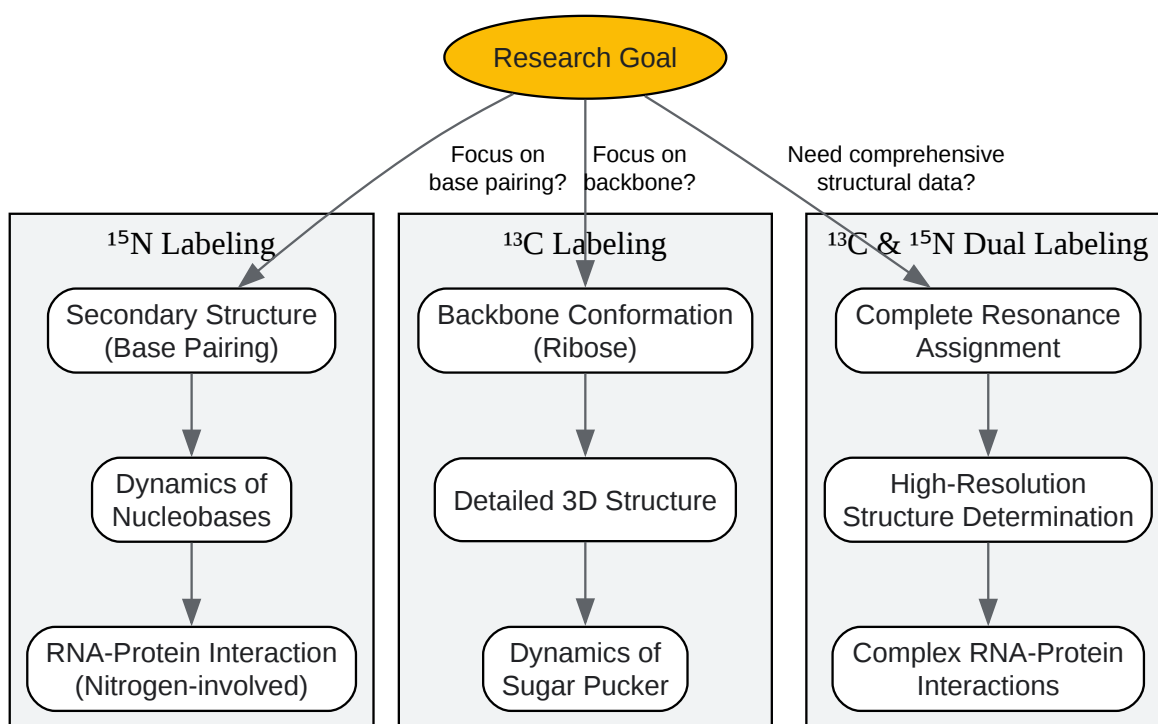 Research Goal
Focus on
base pairing?
Focus on
backbone?
Need comprehensive
structural data?
¹⁵N Labeling
Secondary Structure
(Base Pairing)
Dynamics of
Nucleobases
RNA-Protein Interaction
(Nitrogen-involved)
¹³C Labeling
Backbone Conformation
(Ribose)
Detailed 3D Structure
Dynamics of
Sugar Pucker
¹³C & ¹⁵N Dual Labeling
Complete Resonance
Assignment
High-Resolution
Structure Determination
Complex RNA-Protein
Interactions